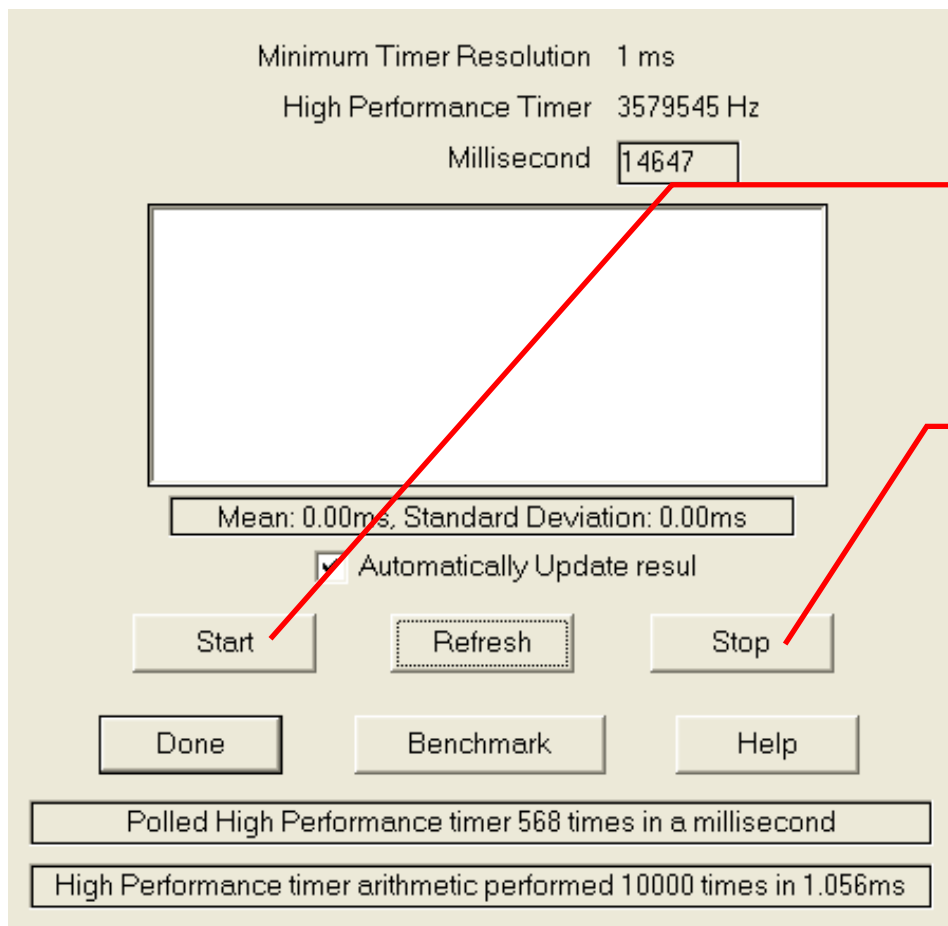 Minimum Timer Resolution 1 ms
High Performance Timer 3579545 Hz
Millisecond 14647
Mean: 0.00ms, Standard Deviation: 0.00ms
Automatically Update resul
Start Refresh Stop
Done Benchmark Help
Polled High Performance timer 568 times in a millisecond
High Performance timer arithmetic performed 10000 times in 1.056ms